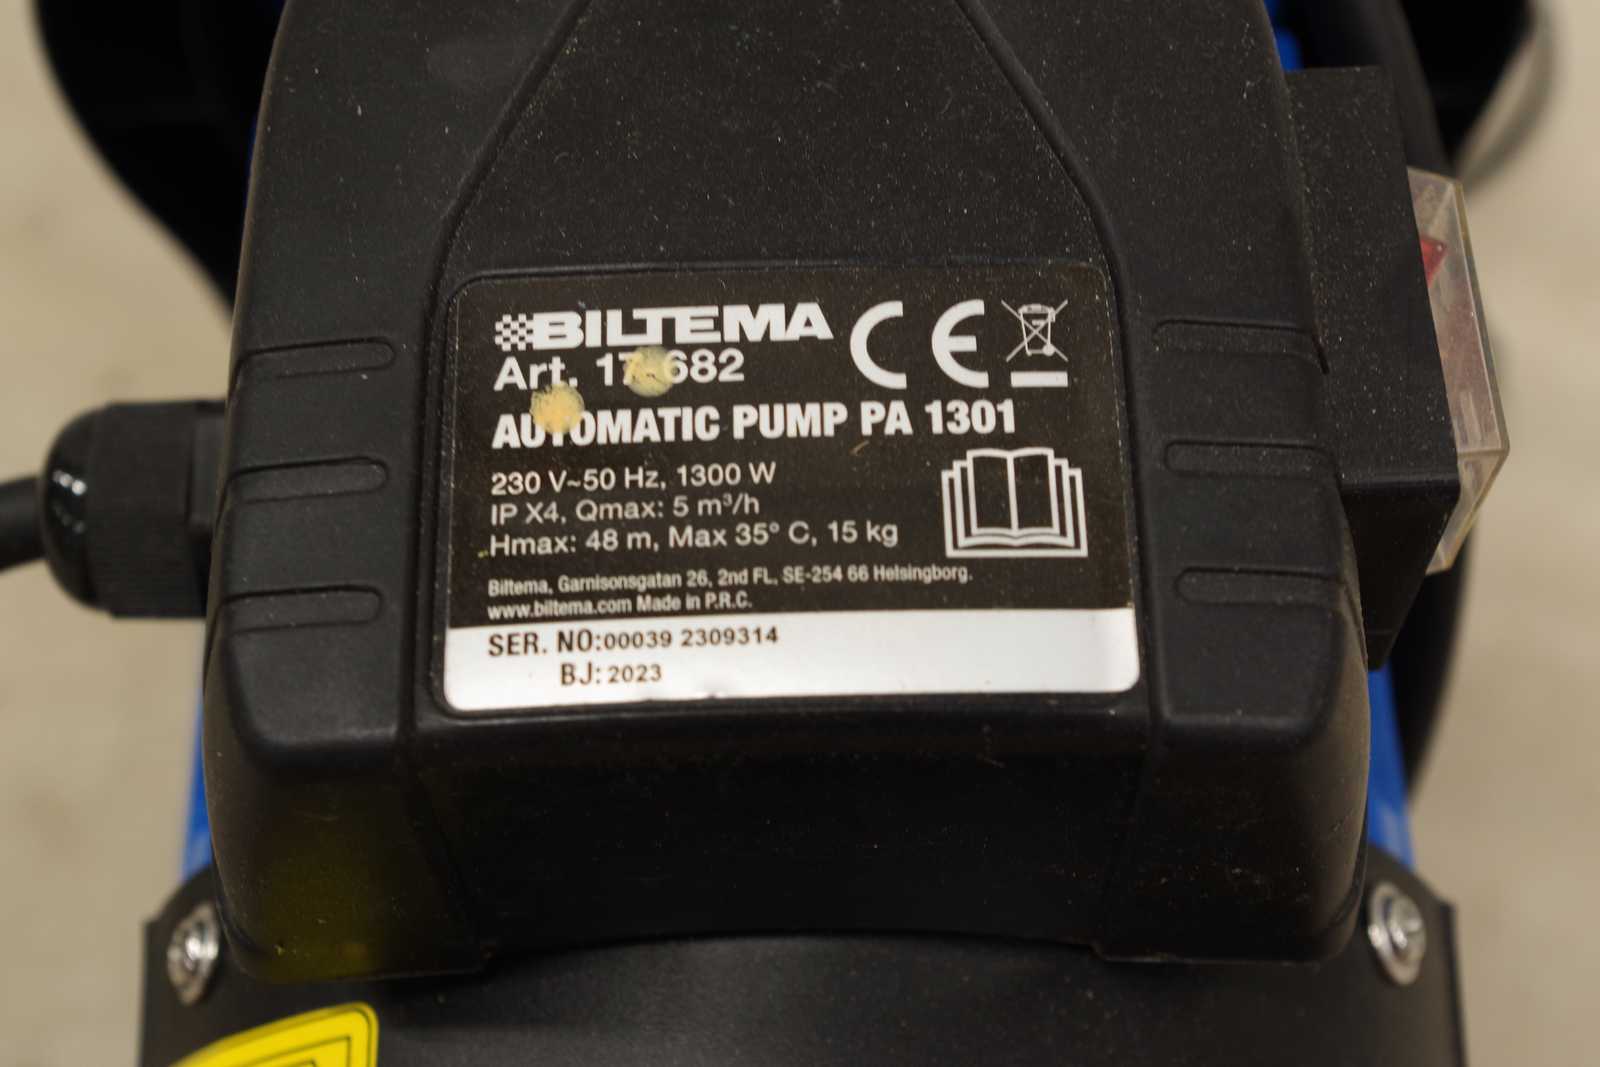 BILTEMA CE
Art. 17-682
AUTOMATIC PUMP PA 1301
230 V~50 Hz, 1300 W
IP X4, Qmax: 5 m³/h
Hmax: 48 m, Max 35° C, 15 kg
Biltema, Garnisonsgatan 26, 2nd FL, SE-254 66 Helsingborg.
www.biltema.com Made in P.R.C.
SER. NO:00039 2309314
BJ: 2023